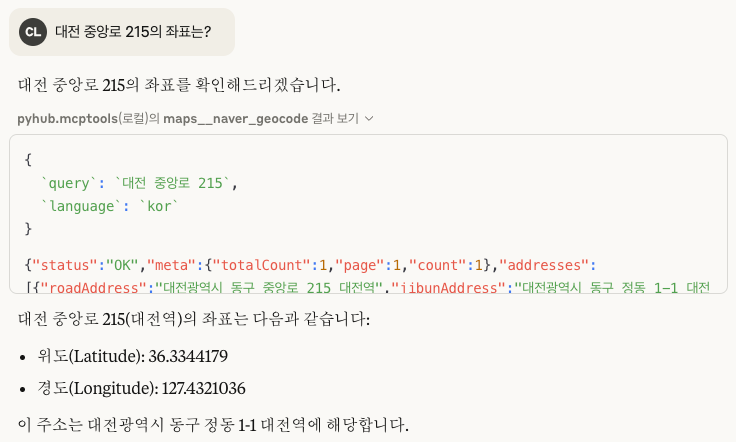 CL 대전 중앙로 215의 좌표는?
대전 중앙로 215의 좌표를 확인해드리겠습니다.
pyhub.mcptools(로컬)의 maps__naver_geocode 결과 보기
{
`query`: `대전 중앙로 215`,
`language`: `kor`
}
{"status":"OK","meta":{"totalCount":1,"page":1,"count":1},"addresses":
[{"roadAddress":"대전광역시 동구 중앙로 215 대전역","jibunAddress":"대전광역시 동구 정동 1-1 대전
대전 중앙로 215(대전역)의 좌표는 다음과 같습니다:
• 위도(Latitude): 36.3344179
• 경도(Longitude): 127.4321036
이 주소는 대전광역시 동구 정동 1-1 대전역에 해당합니다.